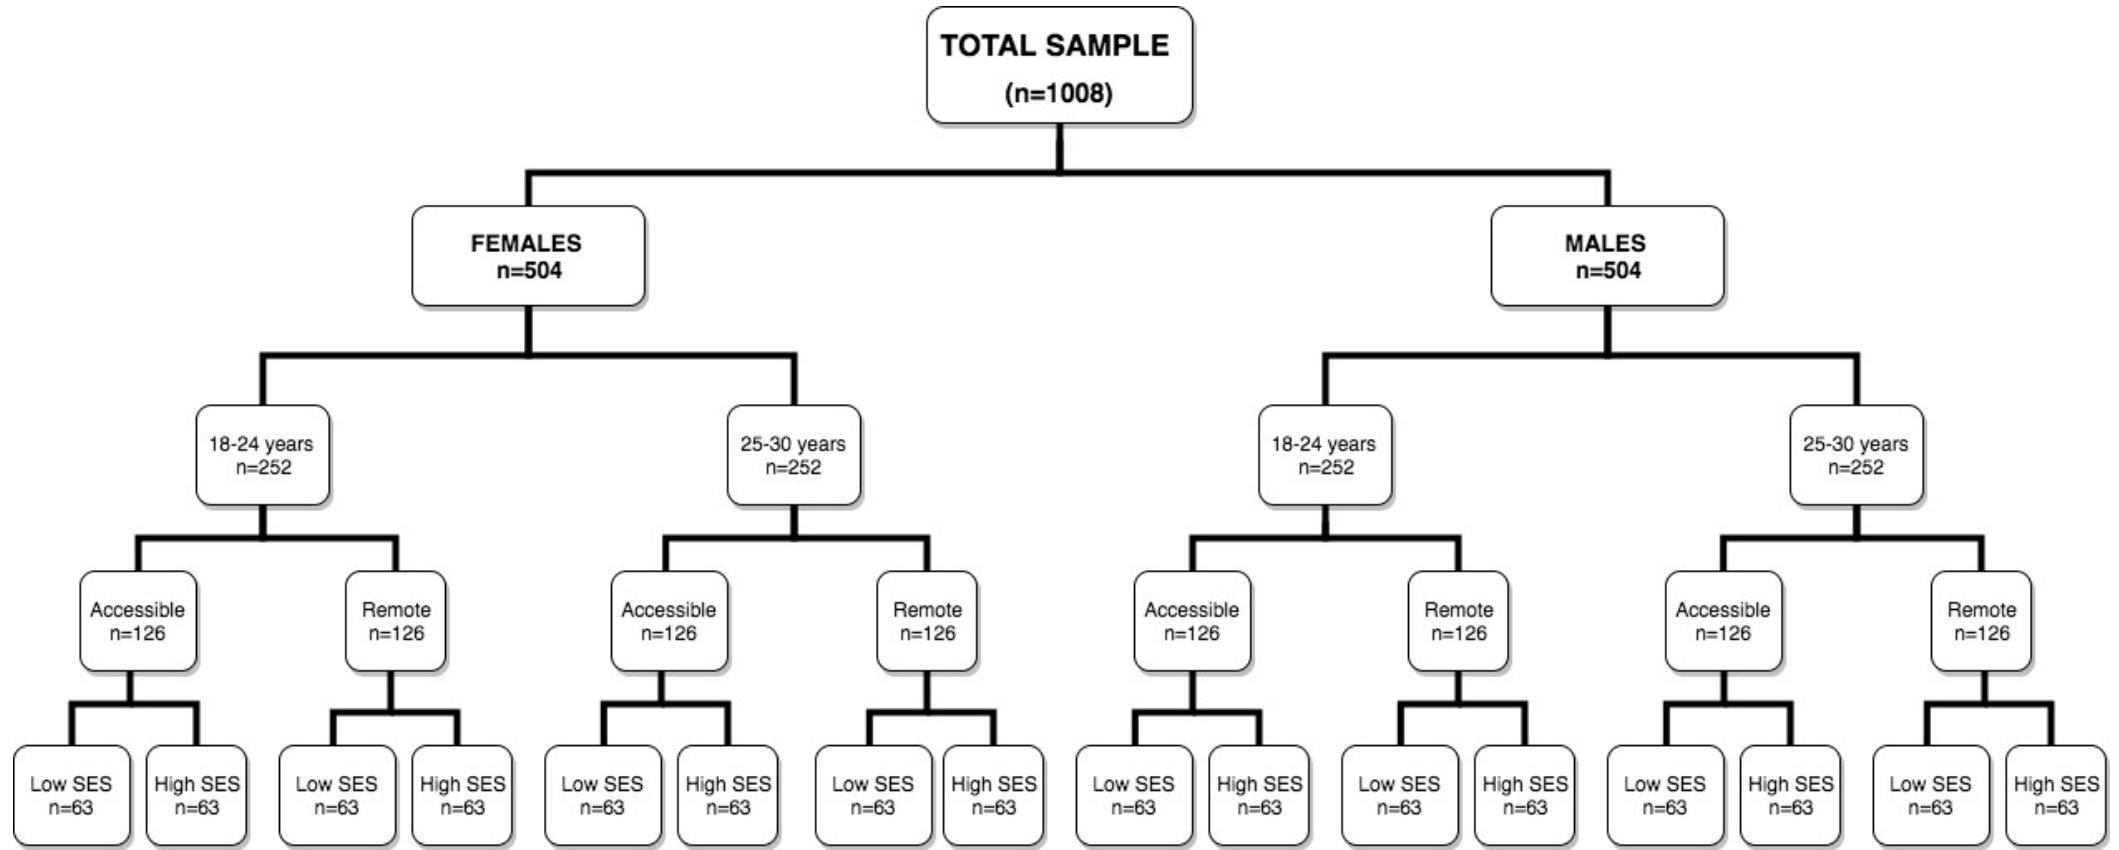 TOTAL SAMPLE
(n=1008)
FEMALES
n=504
MALES
n=504
18-24 years
n=252
25-30 years
n=252
18-24 years
n=252
25-30 years
n=252
Accessible
n=126
Remote
n=126
Accessible
n=126
Remote
n=126
Accessible
n=126
Remote
n=126
Accessible
n=126
Remote
n=126
Low SES
n=63
High SES
n=63
Low SES
n=63
High SES
n=63
Low SES
n=63
High SES
n=63
Low SES
n=63
High SES
n=63
Low SES
n=63
High SES
n=63
Low SES
n=63
High SES
n=63
Low SES
n=63
High SES
n=63
Low SES
n=63
High SES
n=63